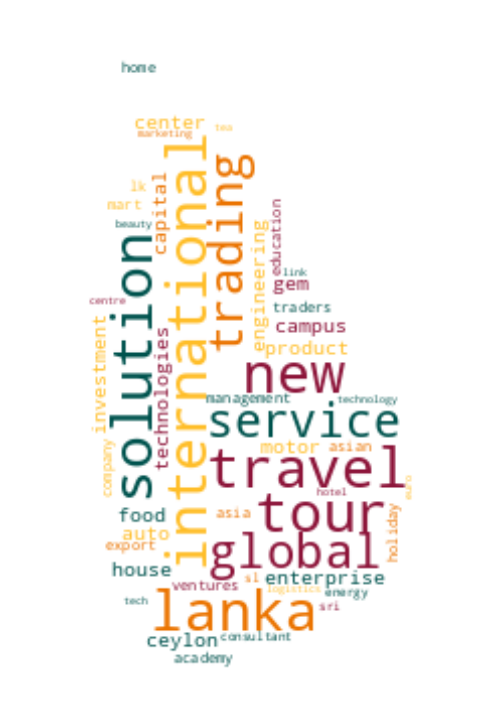 home
center
marketing
tea
international
trading
lk
mart
capital
education
beauty
solution
engineering
link
gem
centre
traders
investment
technologies
campus
product
new
management
technology
service
company
motor
asian
travel
hotel
euro
food
asia
tour
holiday
auto
export
global
house
sl
enterprise
ventures
logistics
energy
tech
lanka
sri
ceylon
consultant
academy